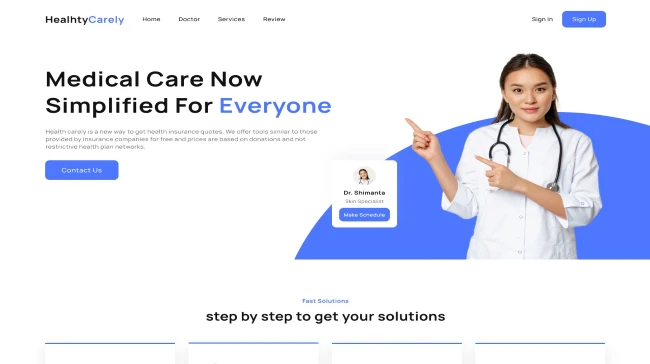 HealhtyCarely
Home
Doctor
Services
Review
Sign In
Sign Up
Medical Care Now
Simplified For Everyone
Health carely is a new way to get health insurance quotes. We offer tools similar to those
provided by insurance companies for free and prices are based on donations and not
restrictive health plan networks.
Contact Us
Dr. Shimanta
Skin Specialist
Make Schedule
Fast Solutions
step by step to get your solutions